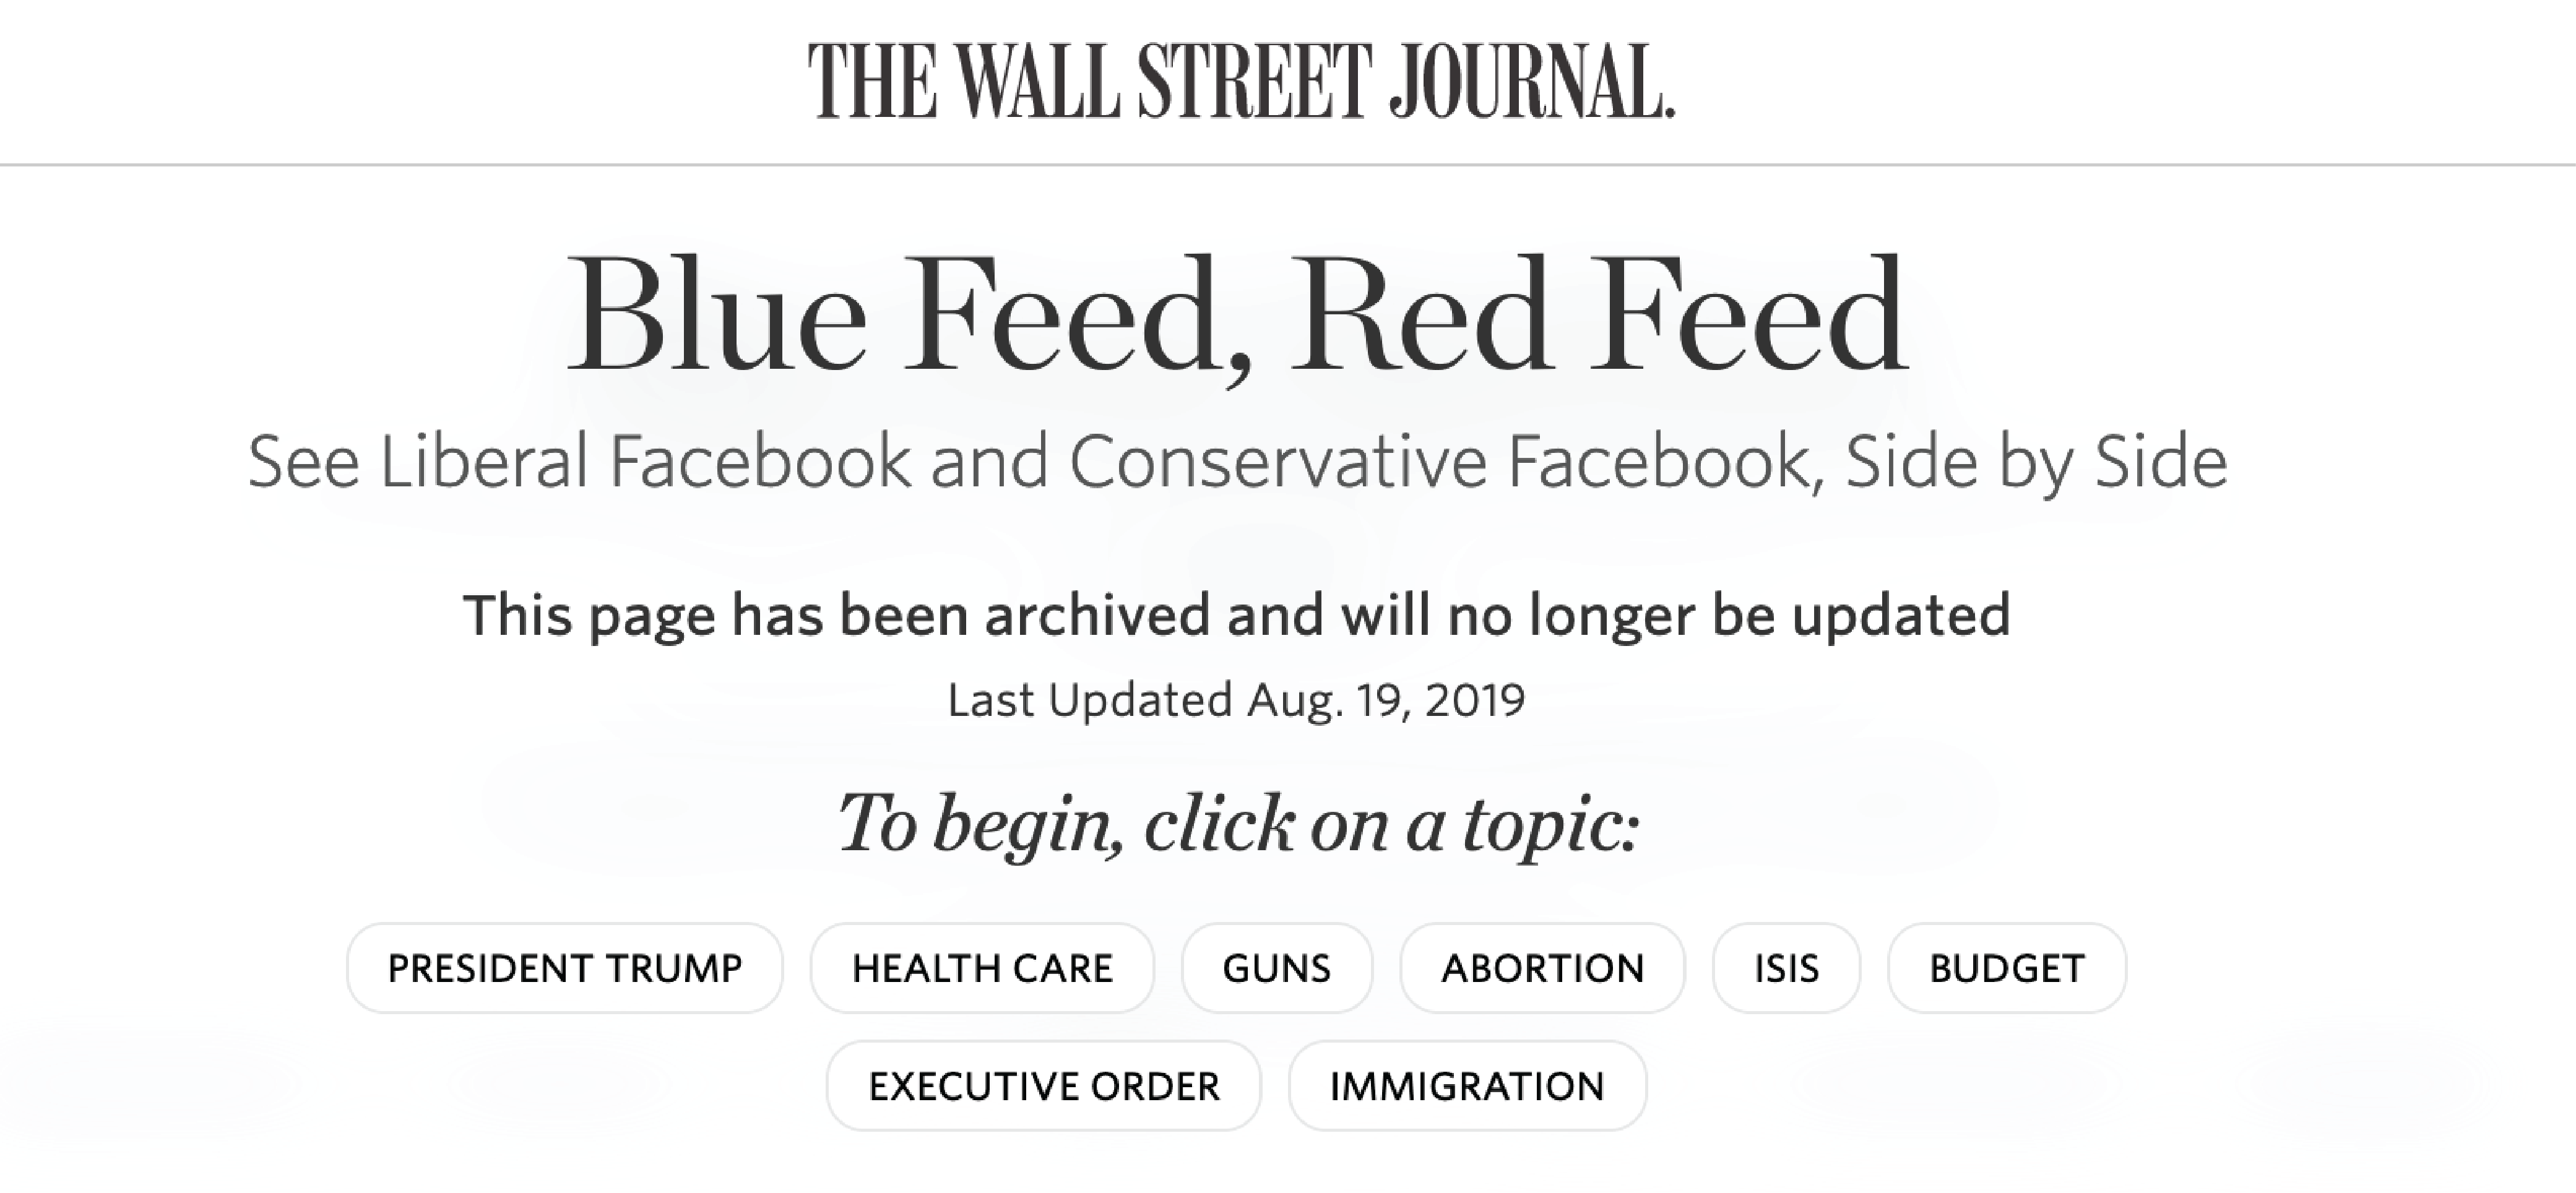 THE WALL STREET JOURNAL.
Blue Feed, Red Feed
See Liberal Facebook and Conservative Facebook, Side by Side
This page has been archived and will no longer be updated
Last Updated Aug. 19, 2019
To begin, click on a topic:
PRESIDENT TRUMP HEALTH CARE GUNS ABORTION ISIS BUDGET
EXECUTIVE ORDER IMMIGRATION